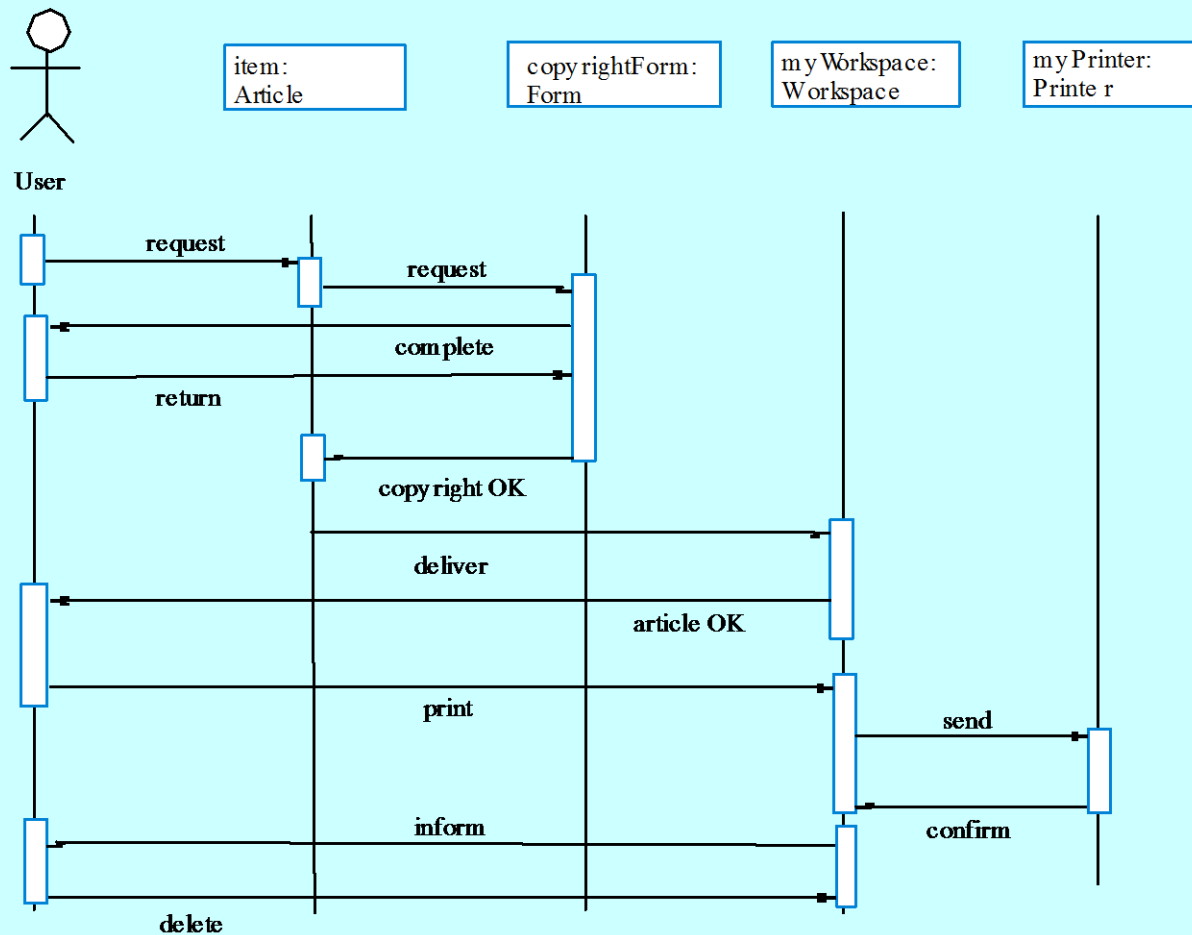 item:
Article
copyrightForm:
Form
myWorkspace:
Workspace
myPrinter:
Printer
User
request
request
complete
return
copyright OK
deliver
article OK
print
send
inform
confirm
delete